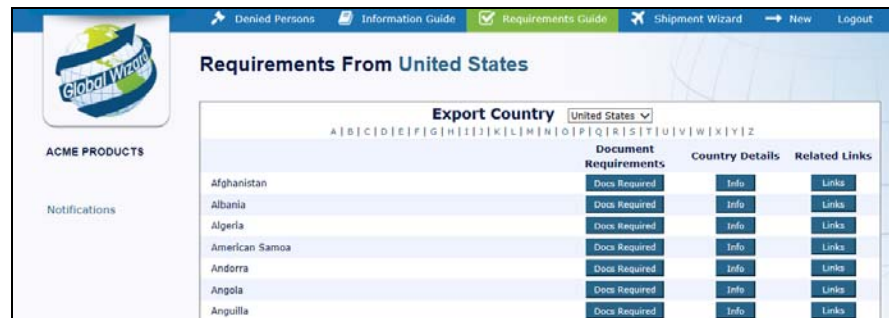 Denied Persons Information Guide Requirements Guide Shipment Wizard New Logout
Global Wizard
Requirements From United States
Export Country United States
A | B | C | D | E | F | G | H | I | J | K | L | M | N | O | P | Q | R | S | T | U | V | W | X | Y | Z
ACME PRODUCTS
Document Requirements Country Details Related Links
Notifications
Afghanistan Docs Required Info Links
Albania Docs Required Info Links
Algeria Docs Required Info Links
American Samoa Docs Required Info Links
Andorra Docs Required Info Links
Angola Docs Required Info Links
Anguilla Docs Required Info Links